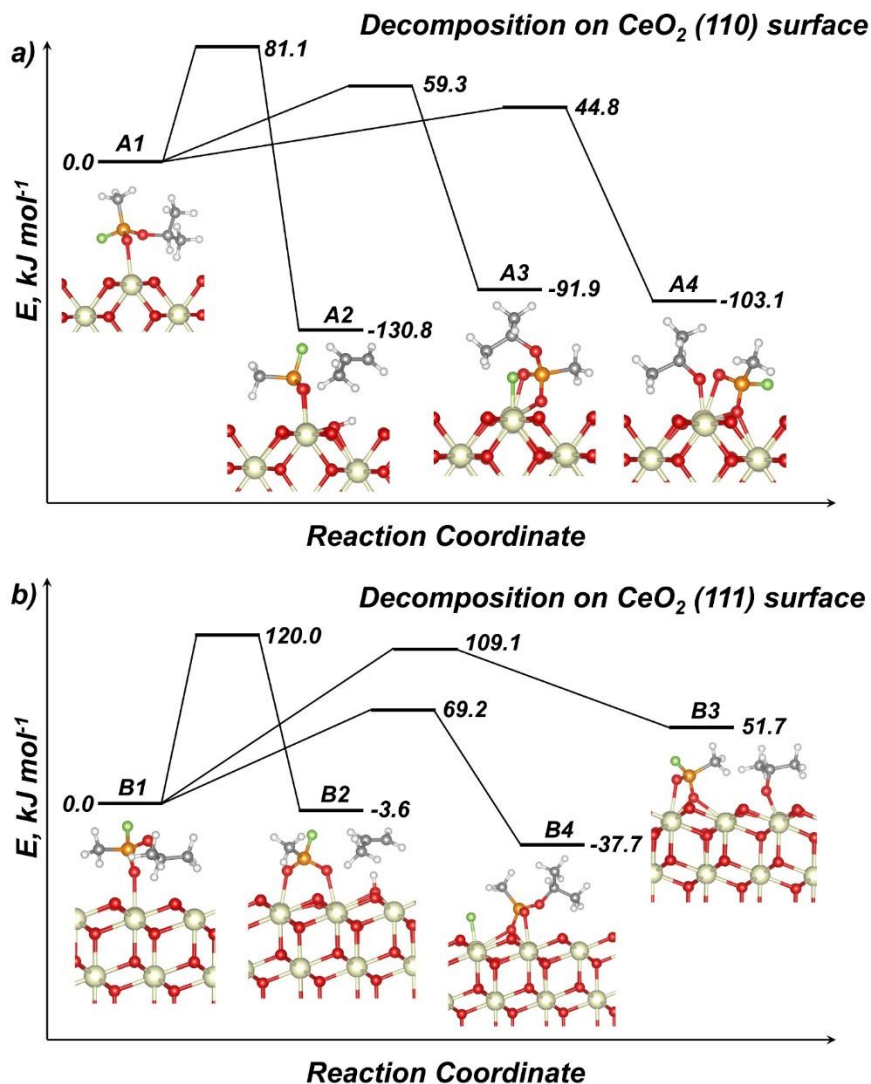 Decomposition on CeO₂ (110) surface
a)
81.1
59.3
44.8
A1
0.0
A3
-91.9
A4
-103.1
A2
-130.8
E, kJ mol⁻¹
Reaction Coordinate
b)
Decomposition on CeO₂ (111) surface
120.0
109.1
69.2
B3
51.7
B1
0.0
B2
-3.6
B4
-37.7
E, kJ mol⁻¹
Reaction Coordinate